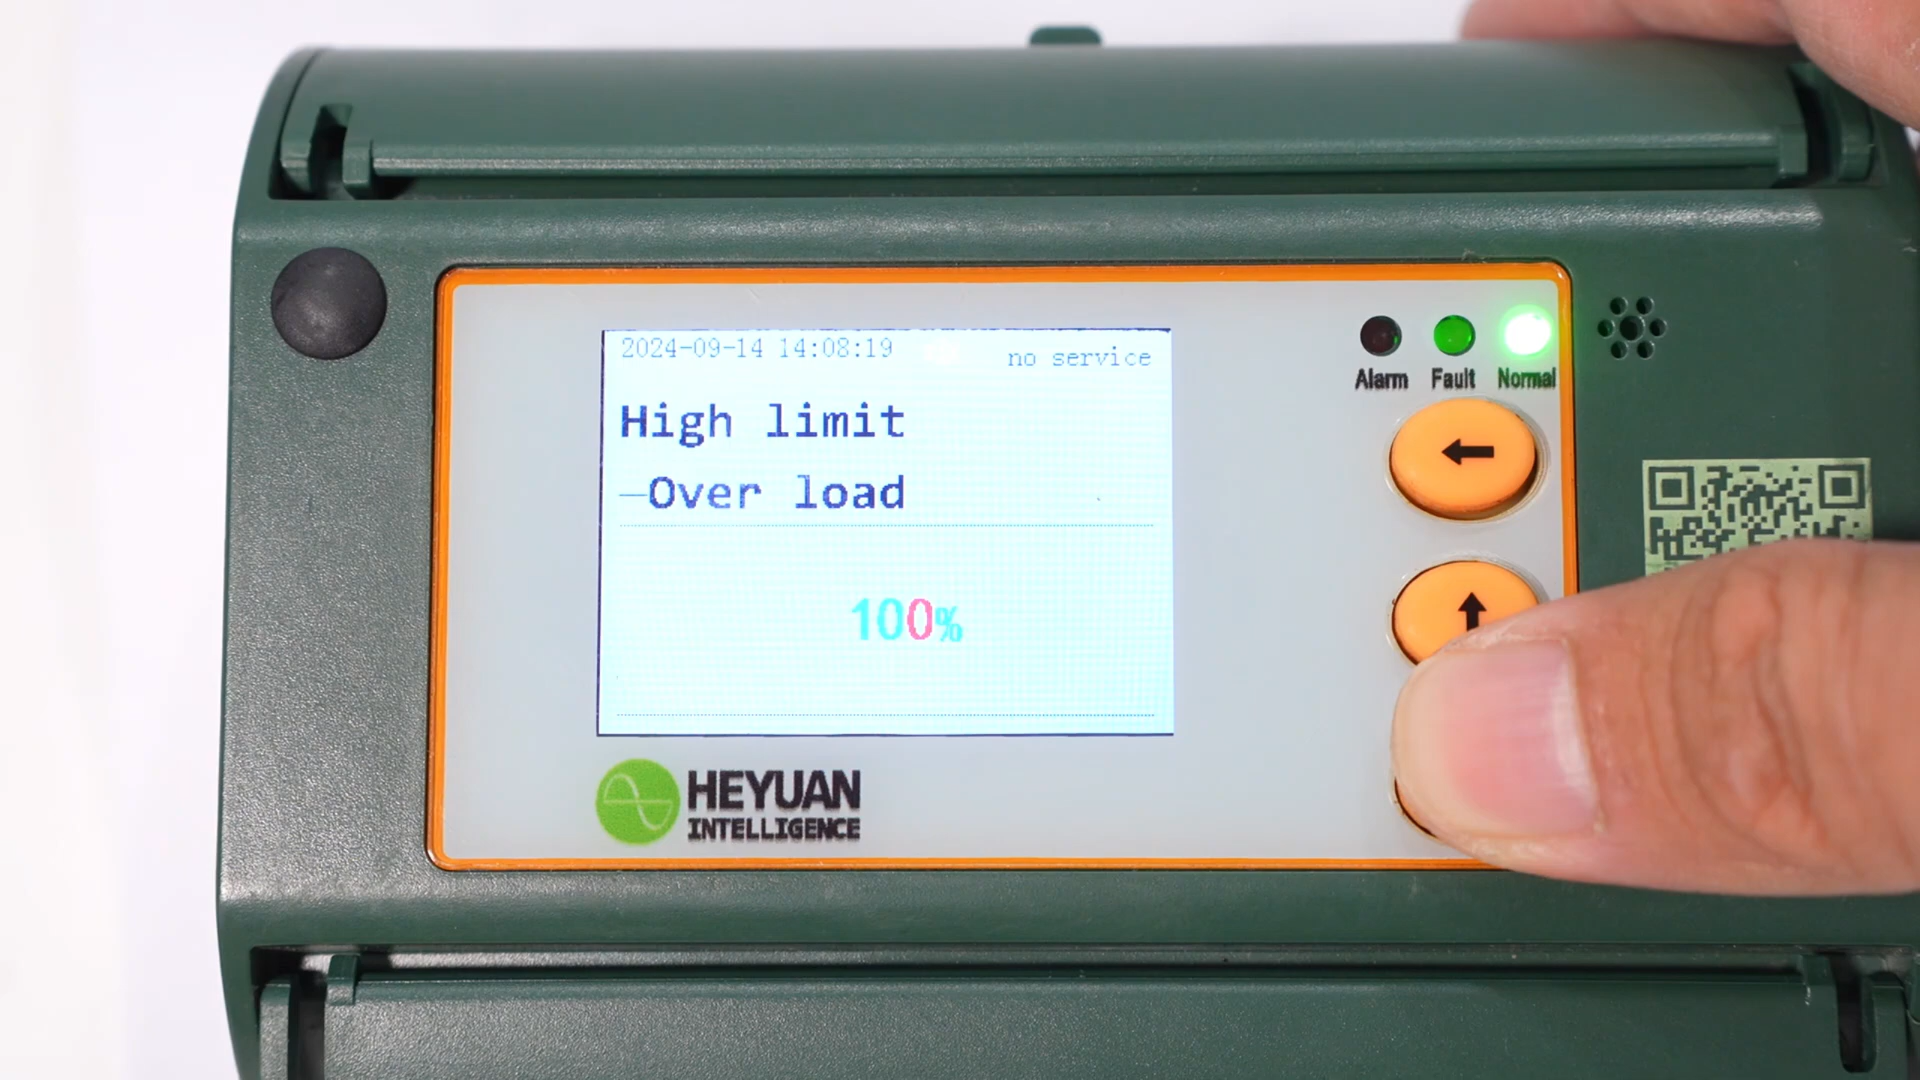 2024-09-14 14:08:19
no service
High limit
—Over load
100%
Alarm Fault Normal
←
↑
HEYUAN
INTELLIGENCE